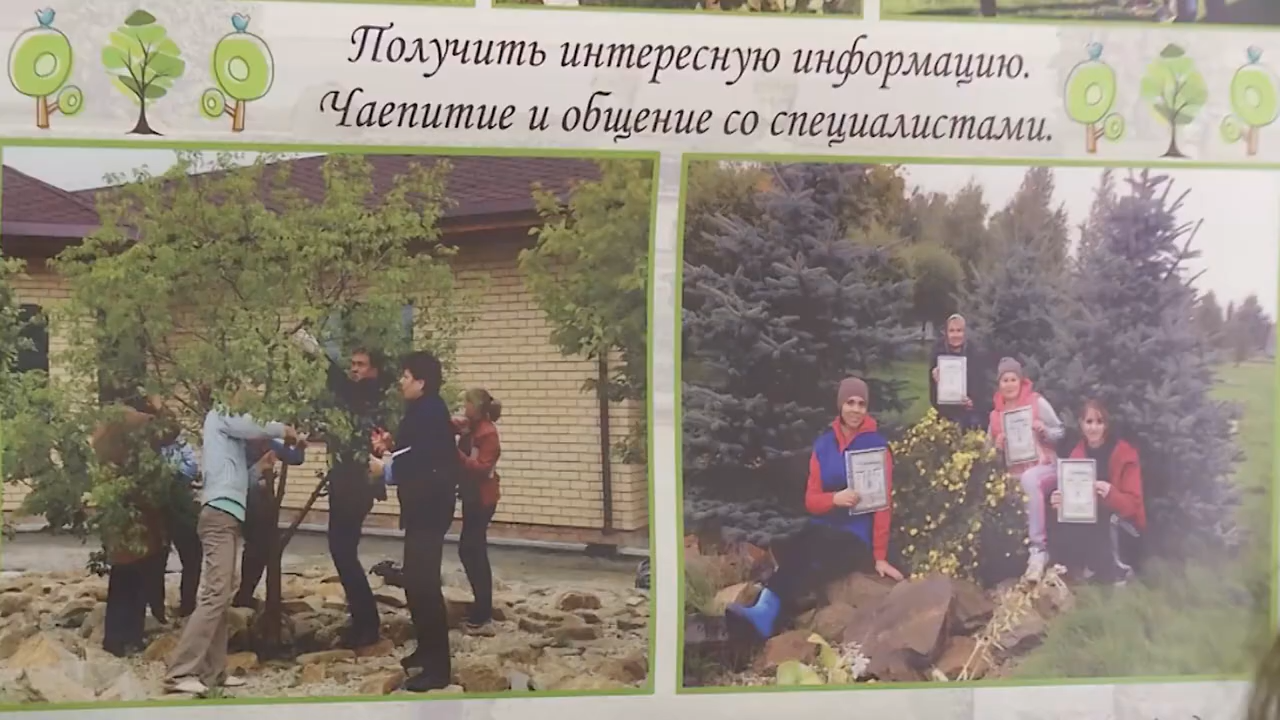 Получить интересную информацию.
Чаепитие и общение со специалистами.